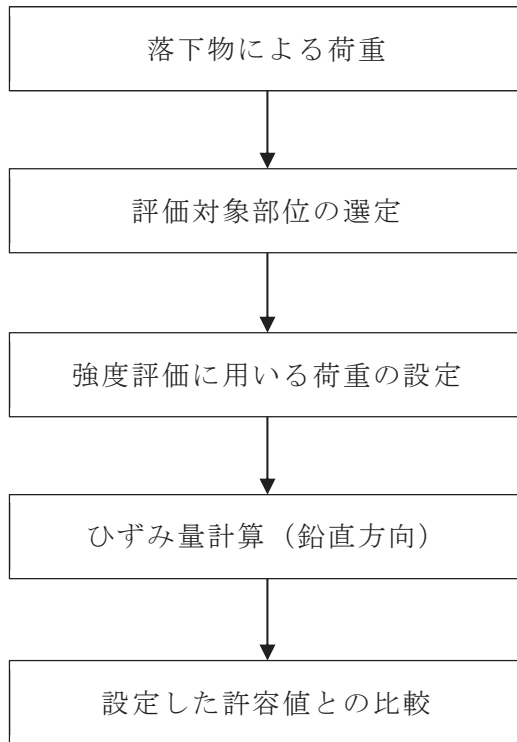 落下物による荷重
評価対象部位の選定
強度評価に用いる荷重の設定
ひずみ量計算（鉛直方向）
設定した許容値との比較